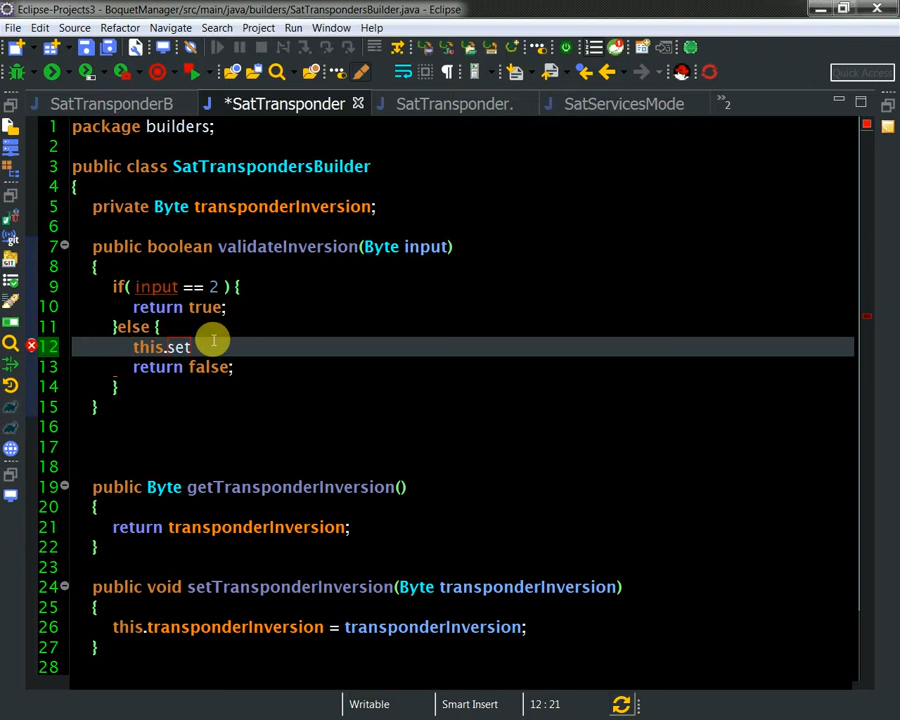 Eclipse-Projects3 - BoquetManager/src/main/java/builders/SatTranspondersBuilder.java - Eclipse
File Edit Source Refactor Navigate Search Project Run Window Help
Quick Access
SatTransponderB *SatTransponder SatTransponder. SatServicesMode »2
1 package builders;
2
3 public class SatTranspondersBuilder
4 {
5 private Byte transponderInversion;
6
7 public boolean validateInversion(Byte input)
8 {
9 if( input == 2 ) {
10 return true;
11 }else {
12 this.set
13 return false;
14 }
15 }
16
17
18
19 public Byte getTransponderInversion()
20 {
21 return transponderInversion;
22 }
23
24 public void setTransponderInversion(Byte transponderInversion)
25 {
26 this.transponderInversion = transponderInversion;
27 }
28
Writable Smart Insert 12 : 21